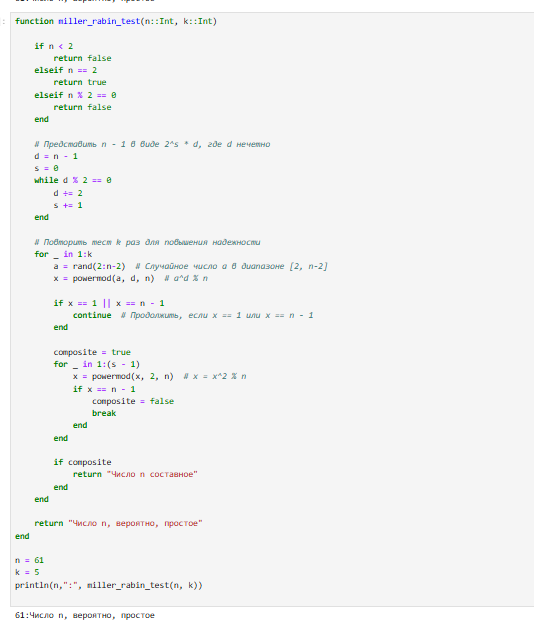 function miller_rabin_test(n::Int, k::Int)
    if n < 2
        return false
    elseif n == 2
        return true
    elseif n % 2 == 0
        return false
    end
    # Представить n - 1 в виде 2^s * d, где d нечетно
    d = n - 1
    s = 0
    while d % 2 == 0
        d ÷= 2
        s += 1
    end
    # Повторить тест k раз для повышения надежности
    for _ in 1:k
        a = rand(2:n-2)  # Случайное число a в диапазоне [2, n-2]
        x = powermod(a, d, n)  # a^d % n
        if x == 1 || x == n - 1
            continue  # Продолжить, если x == 1 или x == n - 1
        end
        composite = true
        for _ in 1:(s - 1)
            x = powermod(x, 2, n)  # x = x^2 % n
            if x == n - 1
                composite = false
                break
            end
        end
        if composite
            return "Число n составное"
        end
    end
    return "Число n, вероятно, простое"
end
n = 61
k = 5
println(n,":", miller_rabin_test(n, k))
61:Число n, вероятно, простое